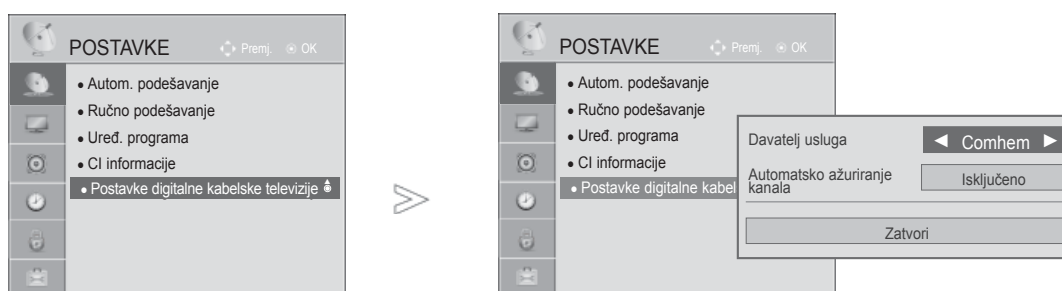 POSTAVKE
Premj. OK
• Autom. podešavanje
• Ručno podešavanje
• Uređ. programa
• CI informacije
• Postavke digitalne kabelske televizije
POSTAVKE
Premj. OK
• Autom. podešavanje
• Ručno podešavanje
• Uređ. programa
• CI informacije
• Postavke digitalne kabel
Davatelj usluga
◄ Comhem ►
Automatsko ažuriranje
kanala
Isključeno
Zatvori